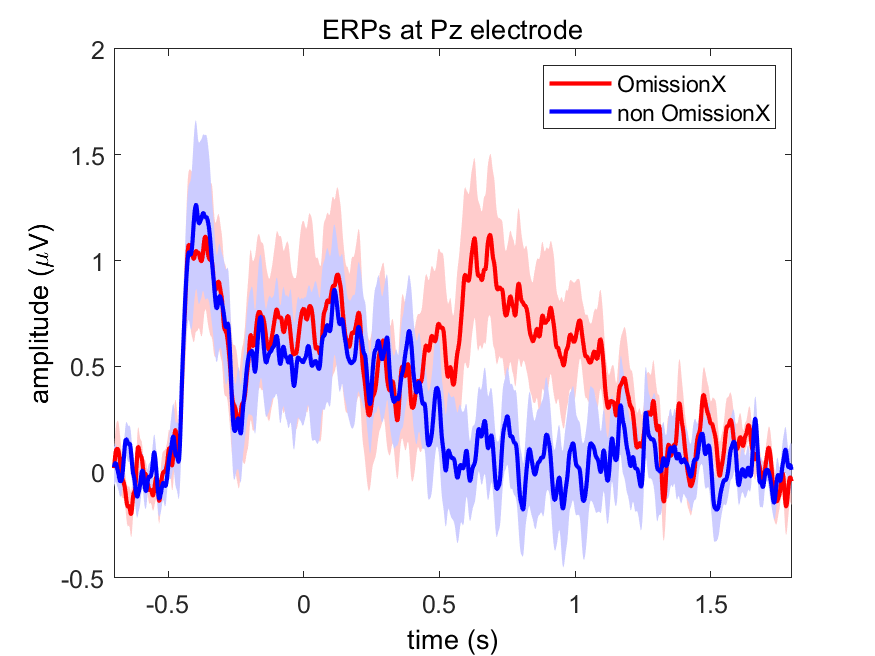 ERPs at Pz electrode
OmissionX
non OmissionX
amplitude (μV)
2
1.5
1
0.5
0
-0.5
-0.5
0
0.5
1
1.5
time (s)